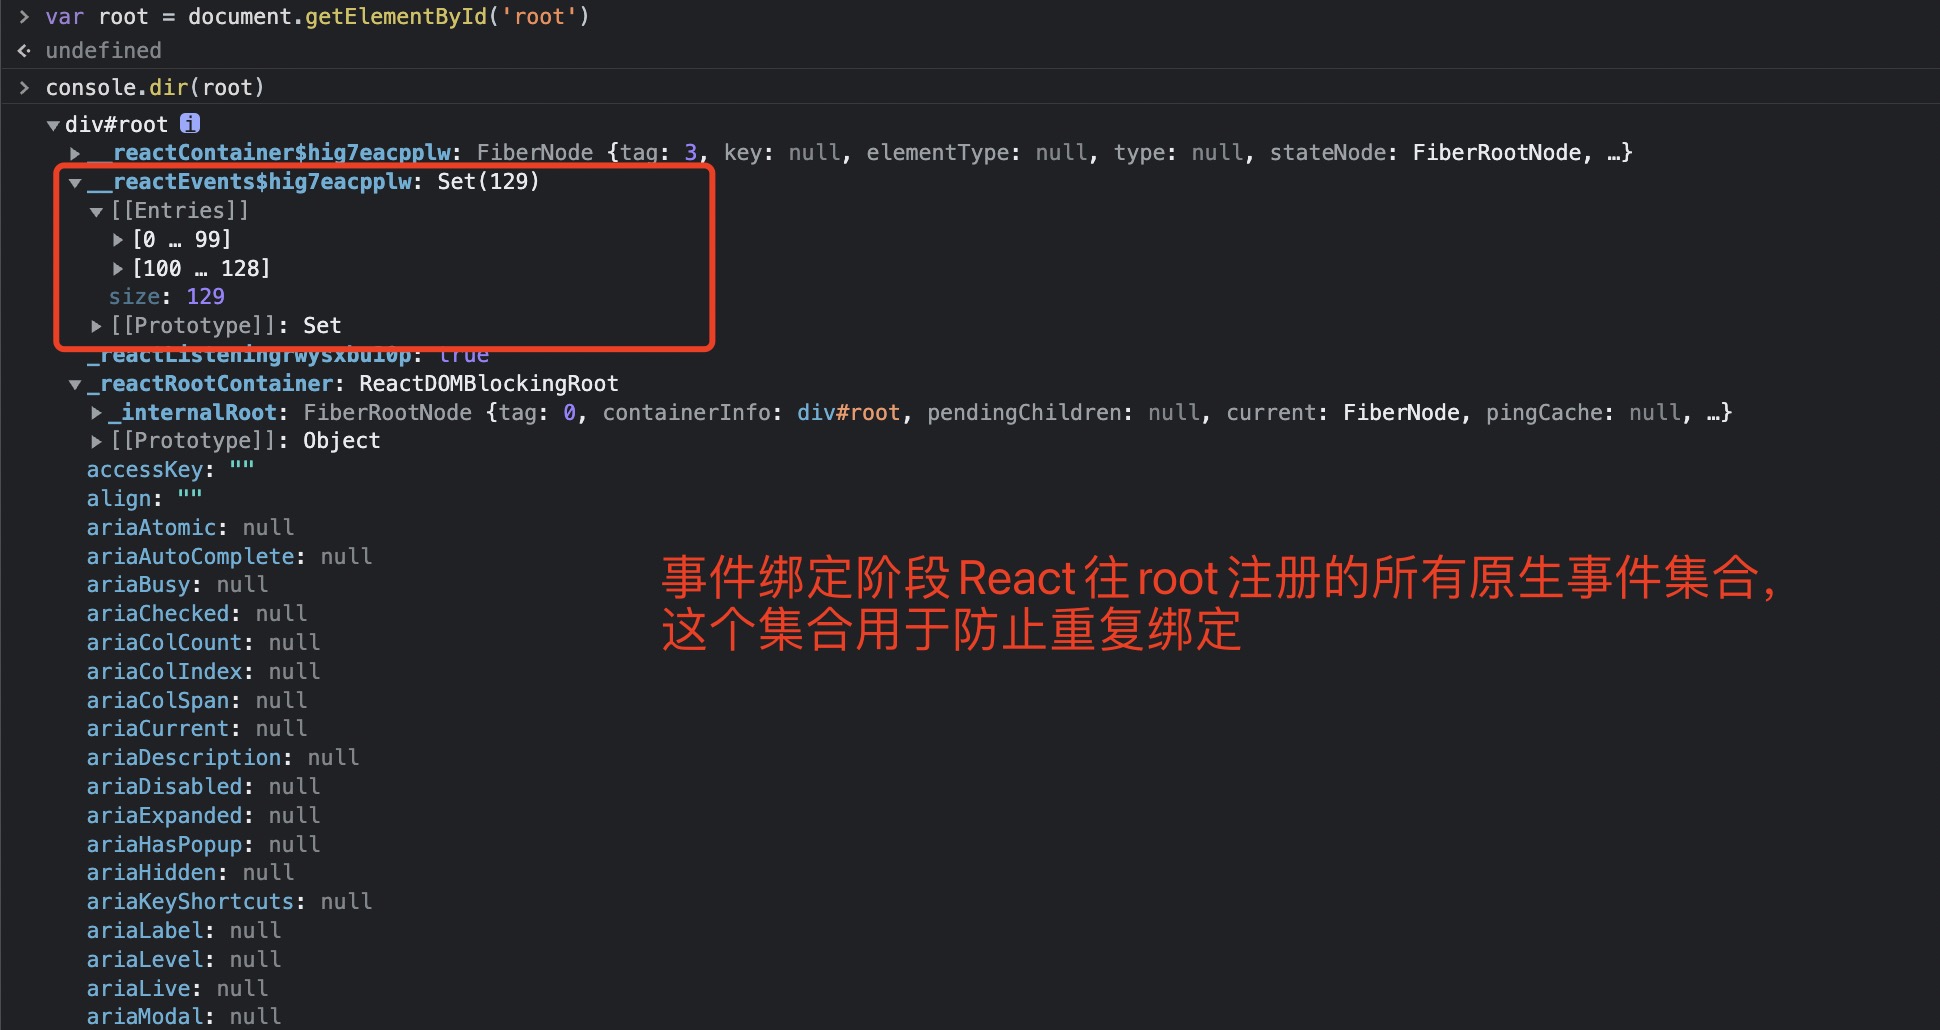 > var root = document.getElementById('root')
undefined
> console.dir(root)
▼div#root i
▶__reactContainer$hig7eacpplw: FiberNode {tag: 3, key: null, elementType: null, type: null, stateNode: FiberRootNode, …}
▼__reactEvents$hig7eacpplw: Set(129)
▼[[Entries]]
▶[0 … 99]
▶[100 … 128]
size: 129
▶[[Prototype]]: Set
_reactListeningrwysxbui0p: true
▼_reactRootContainer: ReactDOMBlockingRoot
▶_internalRoot: FiberRootNode {tag: 0, containerInfo: div#root, pendingChildren: null, current: FiberNode, pingCache: null, …}
▶[[Prototype]]: Object
accessKey: ""
align: ""
ariaAtomic: null
ariaAutoComplete: null
ariaBusy: null
ariaChecked: null
ariaColCount: null
ariaColIndex: null
ariaColSpan: null
ariaCurrent: null
ariaDescription: null
ariaDisabled: null
ariaExpanded: null
ariaHasPopup: null
ariaHidden: null
ariaKeyShortcuts: null
ariaLabel: null
ariaLevel: null
ariaLive: null
ariaModal: null
事件绑定阶段React往root注册的所有原生事件集合，
这个集合用于防止重复绑定